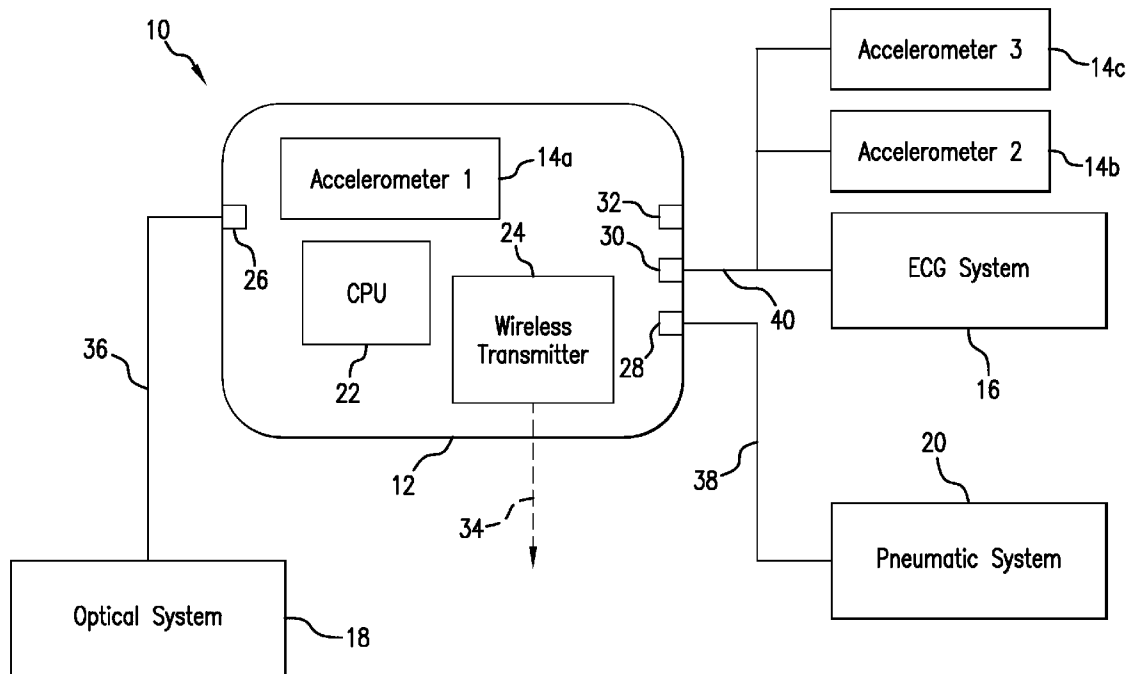 10
Accelerometer 3
14c
Accelerometer 1
14a
Accelerometer 2
14b
32
26
24
30
ECG System
CPU
40
Wireless
Transmitter
36
22
28
16
12
38
20
34
Pneumatic System
Optical System
18